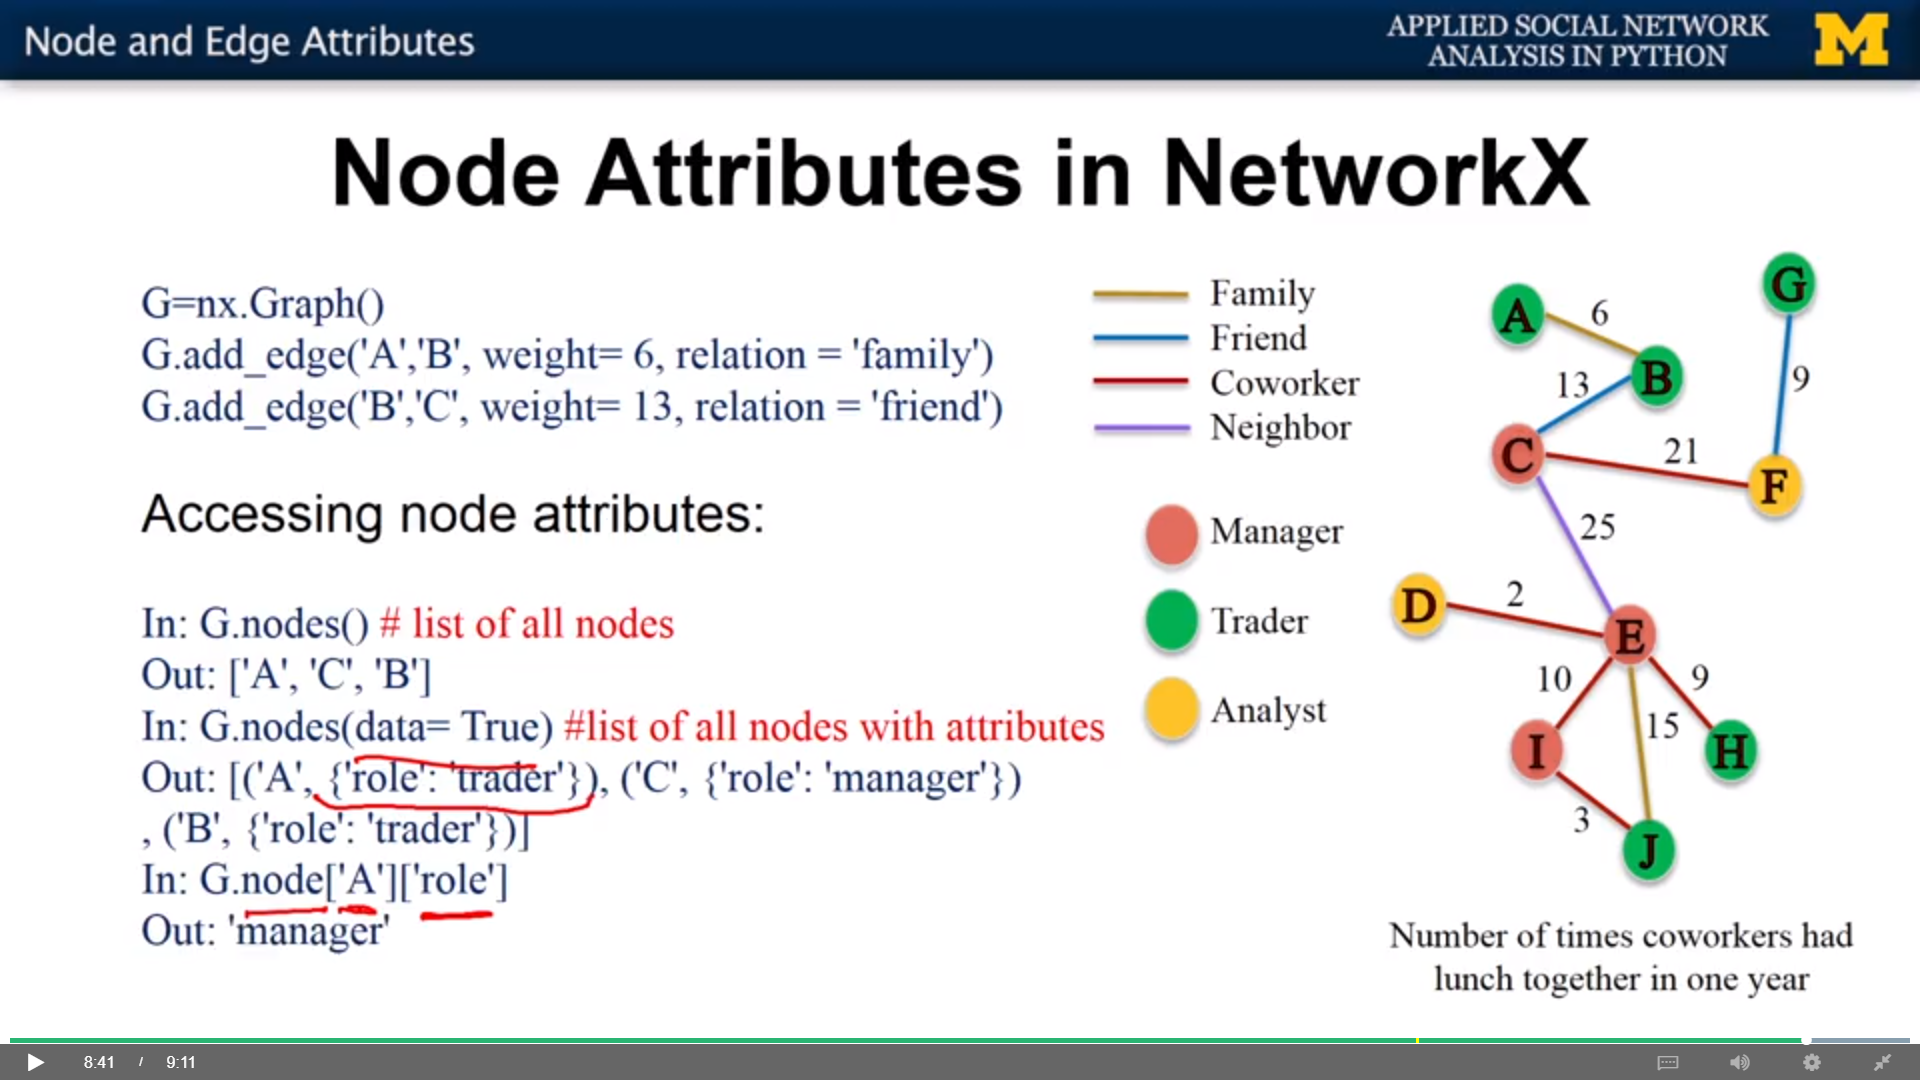 Node and Edge Attributes
APPLIED SOCIAL NETWORK
ANALYSIS IN PYTHON
M
Node Attributes in NetworkX
G=nx.Graph()
G.add_edge('A','B', weight= 6, relation = 'family')
G.add_edge('B','C', weight= 13, relation = 'friend')
Accessing node attributes:
In: G.nodes() # list of all nodes
Out: ['A', 'C', 'B']
In: G.nodes(data= True) #list of all nodes with attributes
Out: [('A', {'role': 'trader'}), ('C', {'role': 'manager'})
, ('B', {'role': 'trader'})]
In: G.node['A']['role']
Out: 'manager'
Family
Friend
Coworker
Neighbor
Manager
Trader
Analyst
G
A
6
B
9
13
C
21
F
25
D
2
E
10
9
15
I
H
3
J
Number of times coworkers had
lunch together in one year
8:41 / 9:11